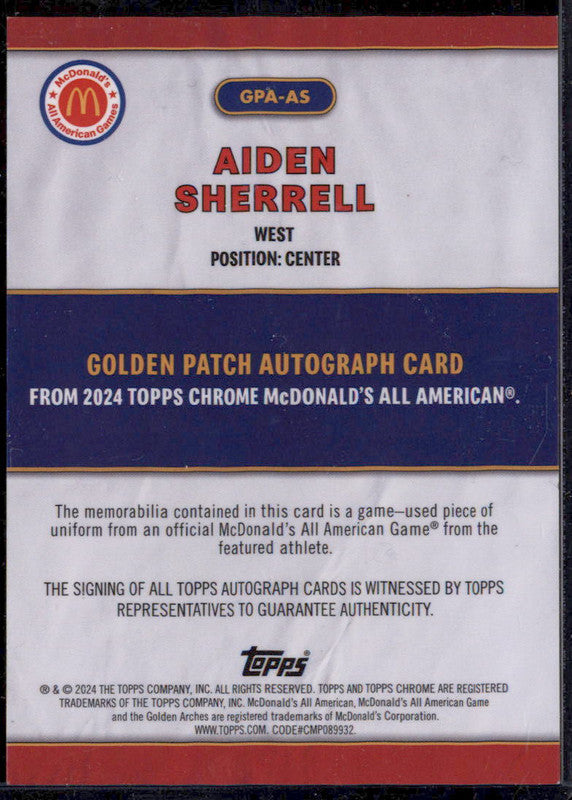 McDonald's
All American Games
GPA-AS
AIDEN
SHERRELL
WEST
POSITION: CENTER
GOLDEN PATCH AUTOGRAPH CARD
FROM 2024 TOPPS CHROME McDONALD'S ALL AMERICAN®.
The memorabilia contained in this card is a game–used piece of
uniform from an official McDonald's All American Game® from the
featured athlete.
THE SIGNING OF ALL TOPPS AUTOGRAPH CARDS IS WITNESSED BY TOPPS
REPRESENTATIVES TO GUARANTEE AUTHENTICITY.
topps®
® & © 2024 THE TOPPS COMPANY, INC. ALL RIGHTS RESERVED. TOPPS AND TOPPS CHROME ARE REGISTERED
TRADEMARKS OF THE TOPPS COMPANY, INC. McDonald's All American, McDonald's All American Game
and the Golden Arches are registered trademarks of McDonald's Corporation.
WWW.TOPPS.COM. CODE#CMP089932.